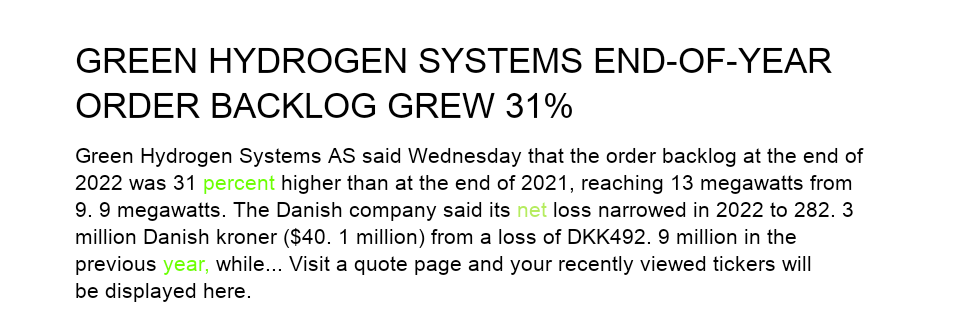 GREEN HYDROGEN SYSTEMS END-OF-YEAR
ORDER BACKLOG GREW 31%
Green Hydrogen Systems AS said Wednesday that the order backlog at the end of
2022 was 31 percent higher than at the end of 2021, reaching 13 megawatts from
9. 9 megawatts. The Danish company said its net loss narrowed in 2022 to 282. 3
million Danish kroner ($40. 1 million) from a loss of DKK492. 9 million in the
previous year, while... Visit a quote page and your recently viewed tickers will
be displayed here.